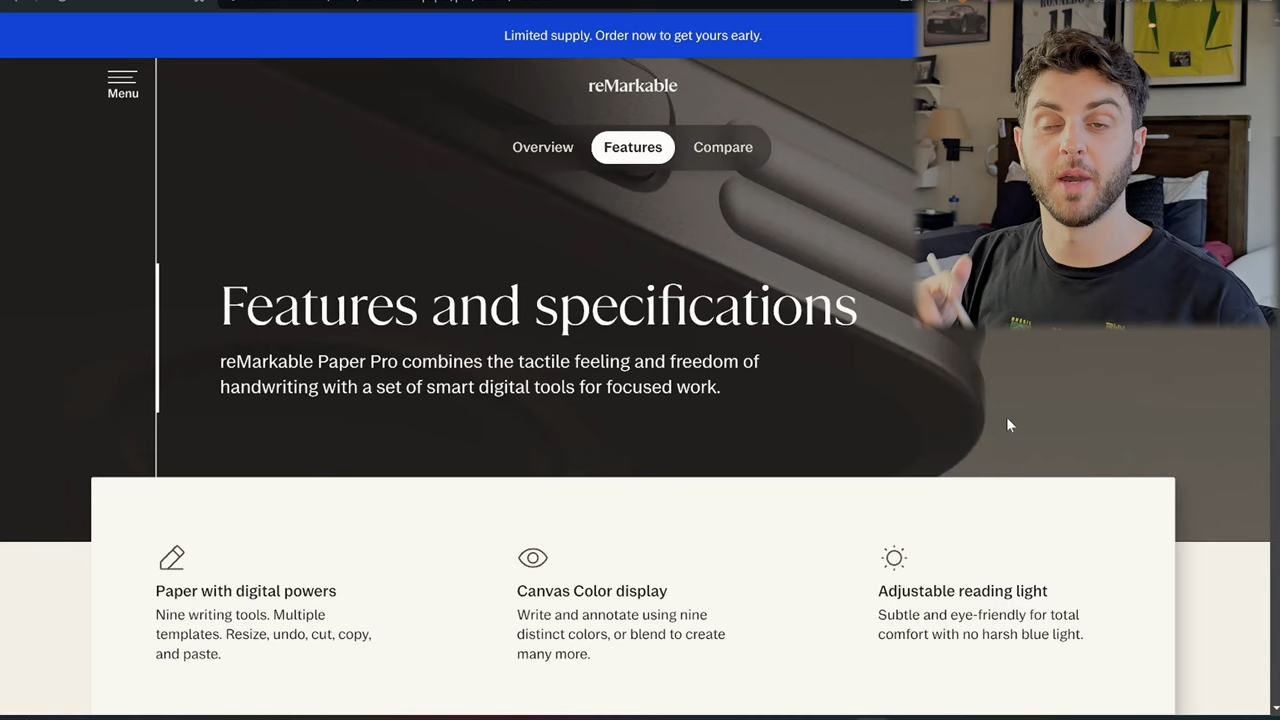 Limited supply. Order now to get yours early.
Menu
reMarkable
Overview
Features
Compare
Features and specifications
reMarkable Paper Pro combines the tactile feeling and freedom of
handwriting with a set of smart digital tools for focused work.
Paper with digital powers
Nine writing tools. Multiple
templates. Resize, undo, cut, copy,
and paste.
Canvas Color display
Write and annotate using nine
distinct colors, or blend to create
many more.
Adjustable reading light
Subtle and eye-friendly for total
comfort with no harsh blue light.
RONALDO
11